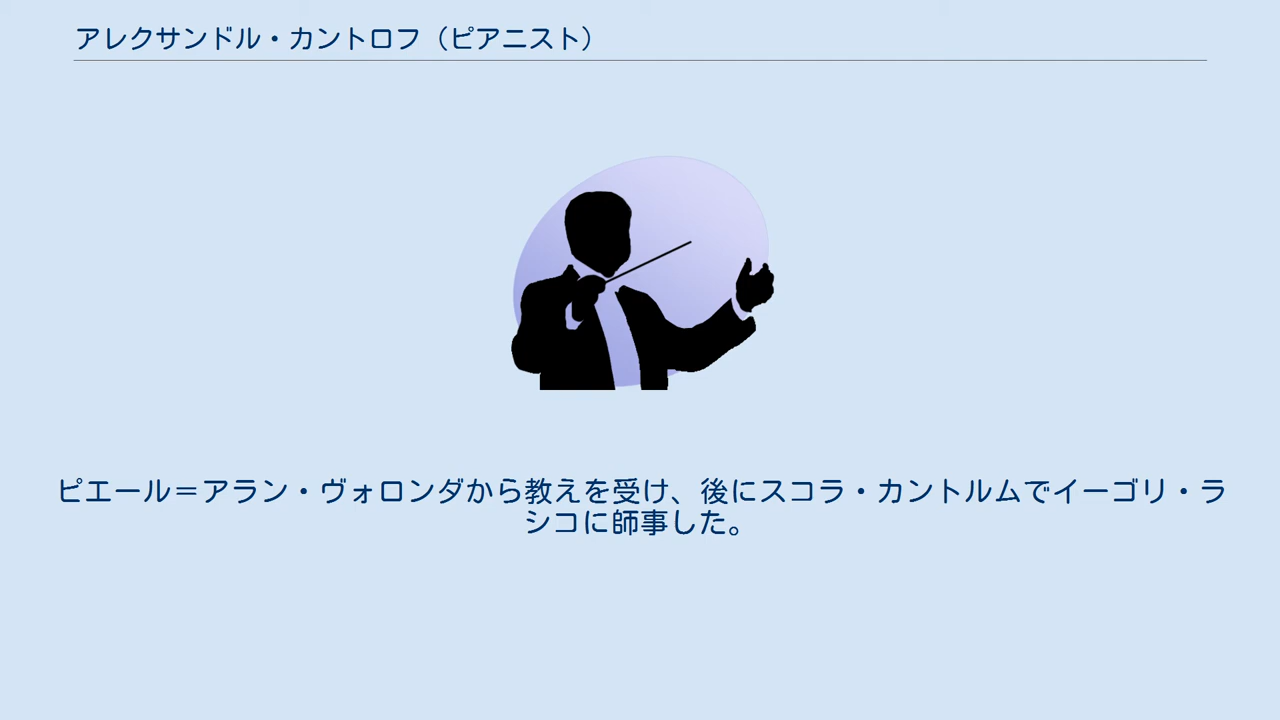 アレクサンドル・カントロフ（ピアニスト）
ピエール＝アラン・ヴォロンダから教えを受け、後にスコラ・カントルムでイーゴリ・ラ
シコに師事した。